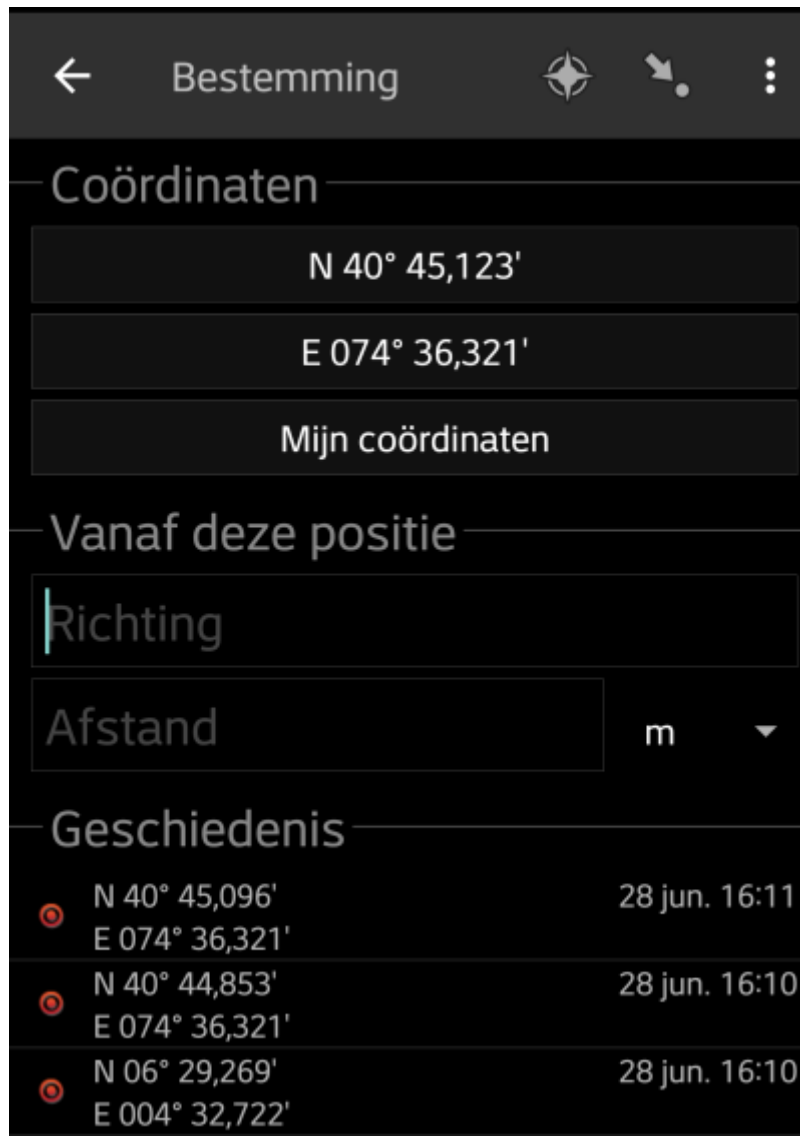 Bestemming
Coördinaten
N 40° 45,123'
E 074° 36,321'
Mijn coördinaten
Vanaf deze positie
Richting
Afstand
m
Geschiedenis
N 40° 45,096' 28 jun. 16:11
E 074° 36,321'
N 40° 44,853' 28 jun. 16:10
E 074° 36,321'
N 06° 29,269' 28 jun. 16:10
E 004° 32,722'